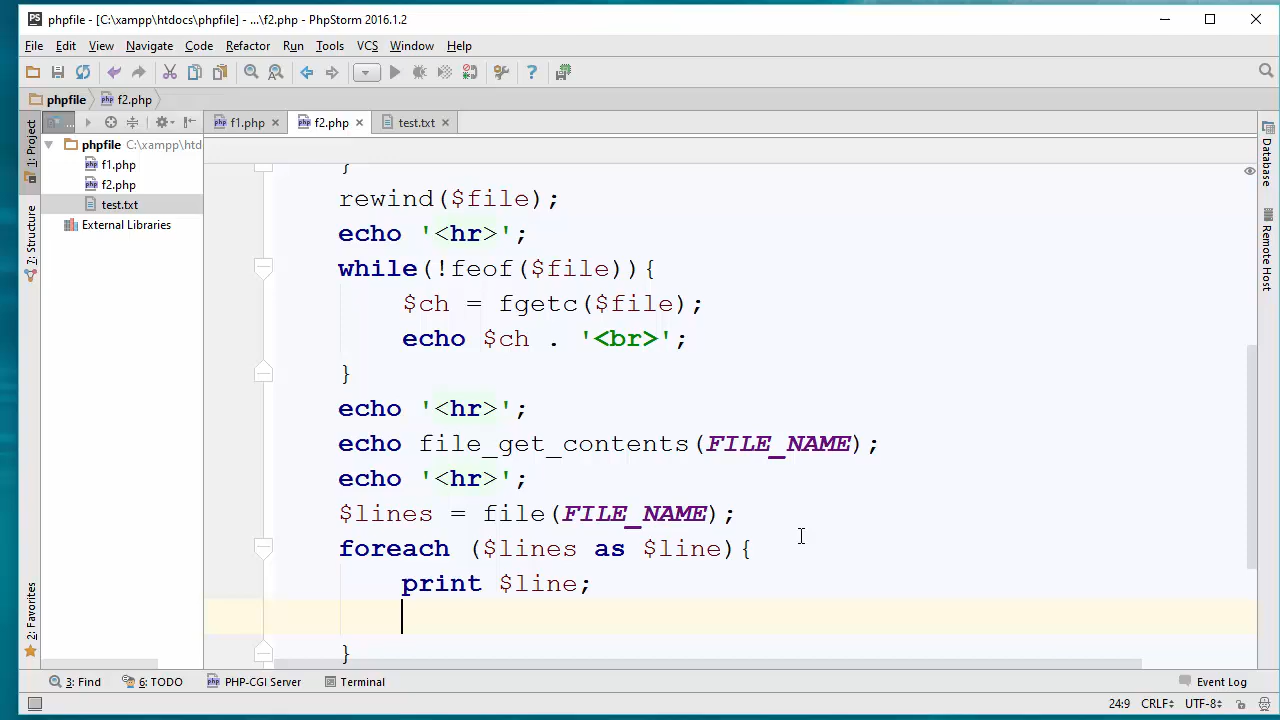 PS phpfile - [C:\xampp\htdocs\phpfile] - ...\f2.php - PhpStorm 2016.1.2
File Edit View Navigate Code Refactor Run Tools VCS Window Help
phpfile f2.php
... f1.php f2.php test.txt
phpfile C:\xampp\htd
f1.php
f2.php
test.txt
External Libraries
1: Project
7: Structure
2: Favorites
}
rewind($file);
echo '<hr>';
while(!feof($file)){
$ch = fgetc($file);
echo $ch . '<br>';
}
echo '<hr>';
echo file_get_contents(FILE_NAME);
echo '<hr>';
$lines = file(FILE_NAME);
foreach ($lines as $line){
print $line;
}
Database
Remote Host
3: Find 6: TODO PHP-CGI Server Terminal Event Log
24:9 CRLF UTF-8